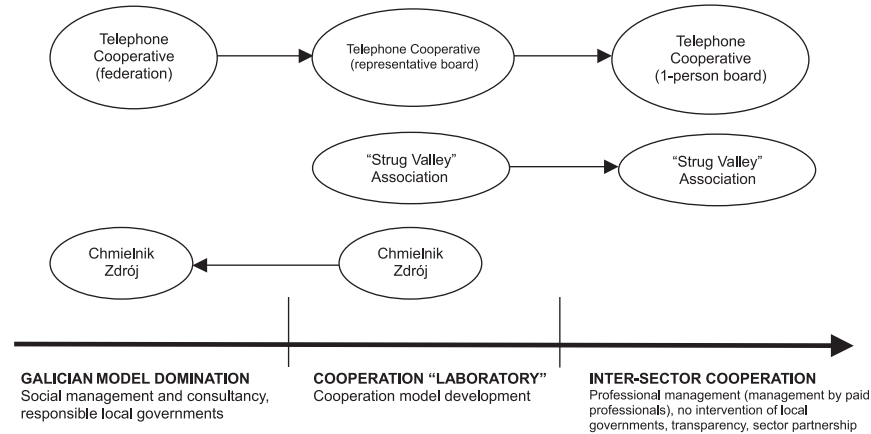 Telephone
Cooperative
(federation)
Telephone Cooperative
(representative board)
Telephone
Cooperative
(1-person board)
“Strug Valley”
Association
“Strug Valley”
Association
Chmielnik
Zdrój
Chmielnik
Zdrój
GALICIAN MODEL DOMINATION
Social management and consultancy,
responsible local governments
COOPERATION “LABORATORY”
Cooperation model development
INTER-SECTOR COOPERATION
Professional management (management by paid
professionals), no intervention of local
governments, transparency, sector partnership